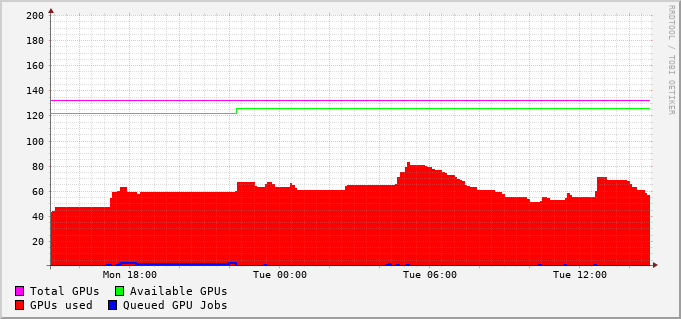 200
180
160
140
120
100
80
60
40
20
Mon 18:00 Tue 00:00 Tue 06:00 Tue 12:00
Total GPUs Available GPUs
GPUs used Queued GPU Jobs
RRDTOOL / TOBI OETIKER